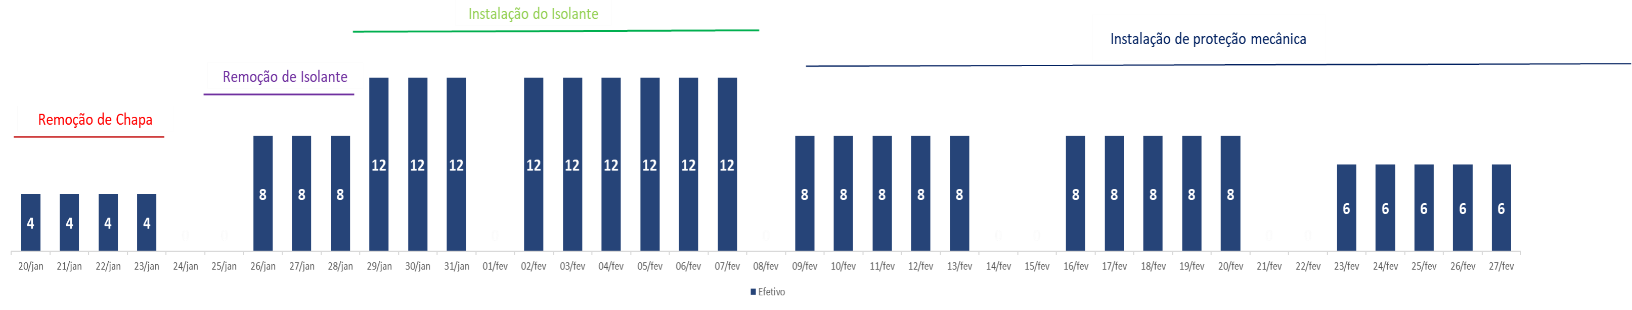 Instalação do Isolante
Instalação de proteção mecânica
Remoção de Isolante
Remoção de Chapa
4 4 4 4 8 8 8 12 12 12 12 12 12 12 12 12 8 8 8 8 8 8 8 8 8 8 6 6 6 6 6
20/jan 21/jan 22/jan 23/jan 24/jan 25/jan 26/jan 27/jan 28/jan 29/jan 30/jan 31/jan 01/fev 02/fev 03/fev 04/fev 05/fev 06/fev 07/fev 08/fev 09/fev 10/fev 11/fev 12/fev 13/fev 14/fev 15/fev 16/fev 17/fev 18/fev 19/fev 20/fev 21/fev 22/fev 23/fev 24/fev 25/fev 26/fev 27/fev
Efetivo